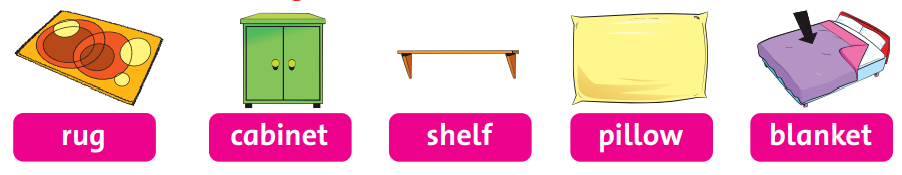 rug
cabinet
shelf
pillow
blanket